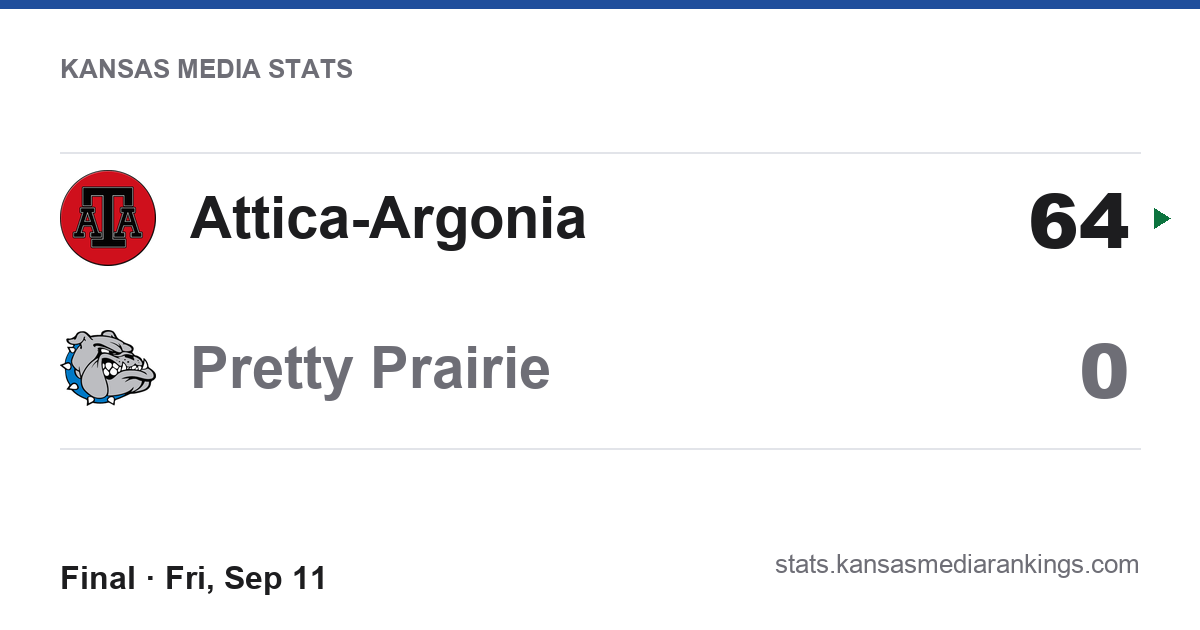 KANSAS MEDIA STATS
ATA
Attica-Argonia
64
Pretty Prairie
0
Final · Fri, Sep 11
stats.kansasmediarankings.com